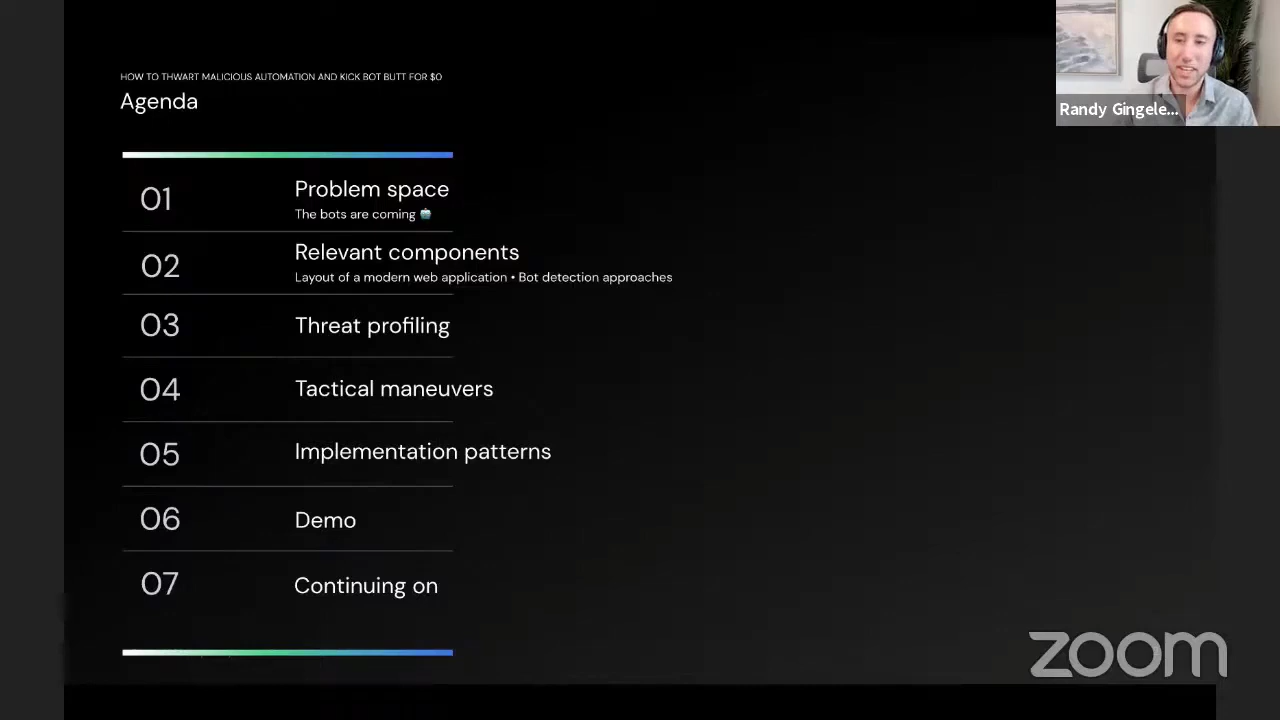 HOW TO THWART MALICIOUS AUTOMATION AND KICK BOT BUTT FOR $0
Agenda
01
Problem space
The bots are coming 🤖
02
Relevant components
Layout of a modern web application • Bot detection approaches
03
Threat profiling
04
Tactical maneuvers
05
Implementation patterns
06
Demo
07
Continuing on
Randy Gingele...
zoom